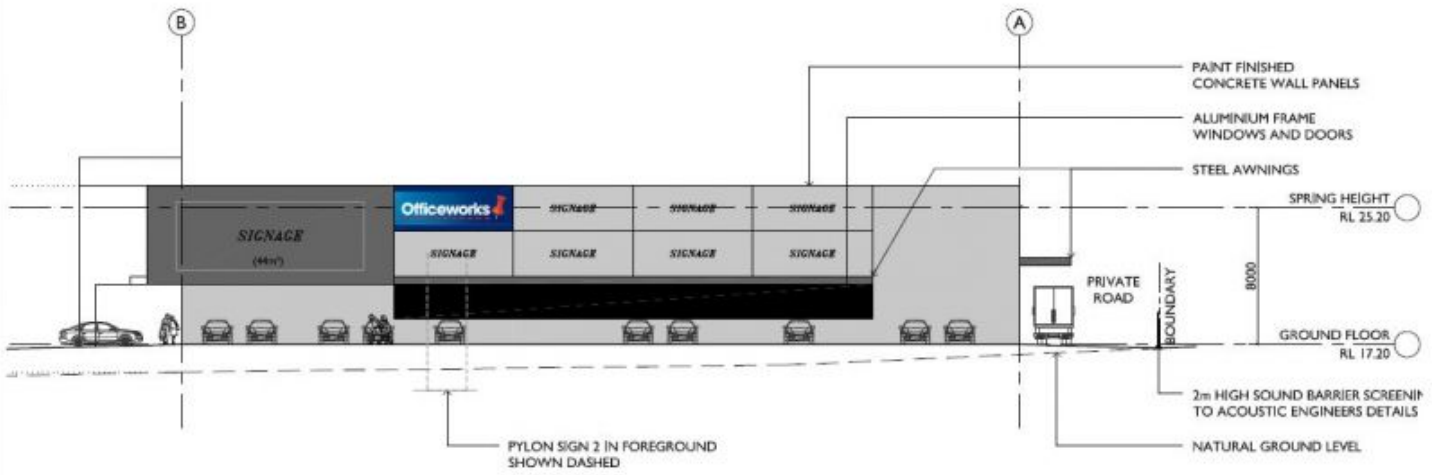 B
A
PAINT FINISHED
CONCRETE WALL PANELS
ALUMINIUM FRAME
WINDOWS AND DOORS
STEEL AWNINGS
SPRING HEIGHT
RL 25.20
Officeworks
SIGNAGE
SIGNAGE
SIGNAGE
SIGNAGE
(44m²)
SIGNAGE
SIGNAGE
SIGNAGE
SIGNAGE
PRIVATE
ROAD
BOUNDARY
8000
GROUND FLOOR
RL 17.20
2m HIGH SOUND BARRIER SCREENIN
TO ACOUSTIC ENGINEERS DETAILS
NATURAL GROUND LEVEL
PYLON SIGN 2 IN FOREGROUND
SHOWN DASHED